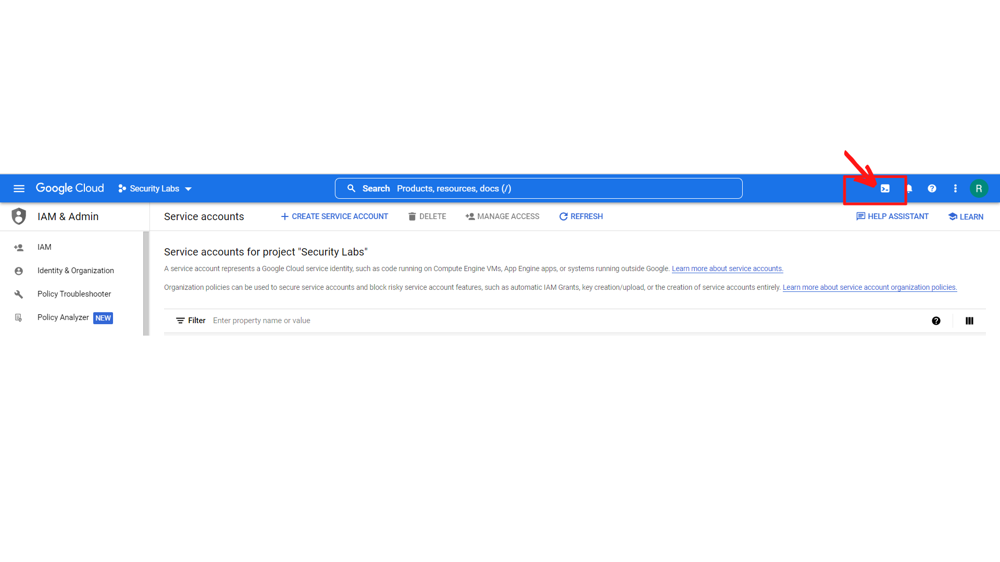 Google Cloud Security Labs Search Products, resources, docs (/) R
IAM & Admin Service accounts CREATE SERVICE ACCOUNT DELETE MANAGE ACCESS REFRESH HELP ASSISTANT LEARN
IAM
Identity & Organization
Policy Troubleshooter
Policy Analyzer NEW
Service accounts for project "Security Labs"
A service account represents a Google Cloud service identity, such as code running on Compute Engine VMs, App Engine apps, or systems running outside Google. Learn more about service accounts.
Organization policies can be used to secure service accounts and block risky service account features, such as automatic IAM Grants, key creation/upload, or the creation of service accounts entirely. Learn more about service account organization policies.
Filter Enter property name or value